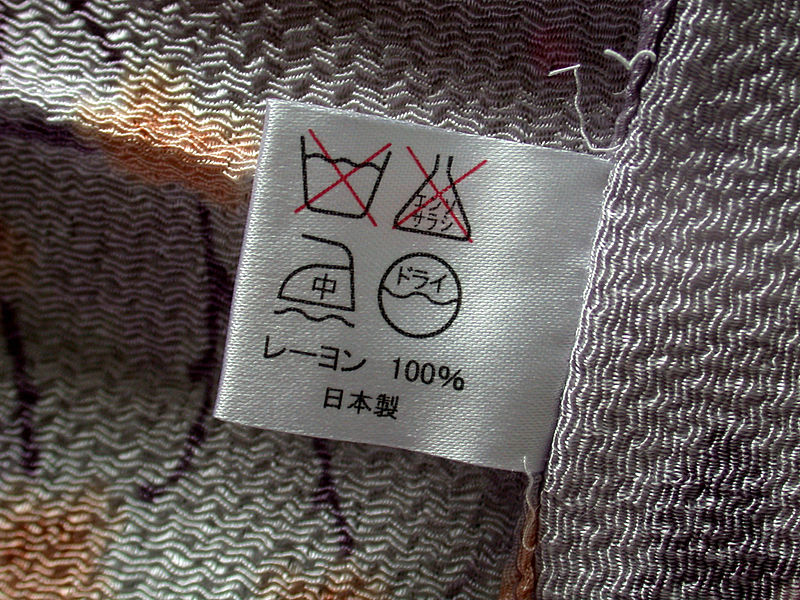 エンソ
サラシ
中
ドライ
レーヨン 100%
日本製